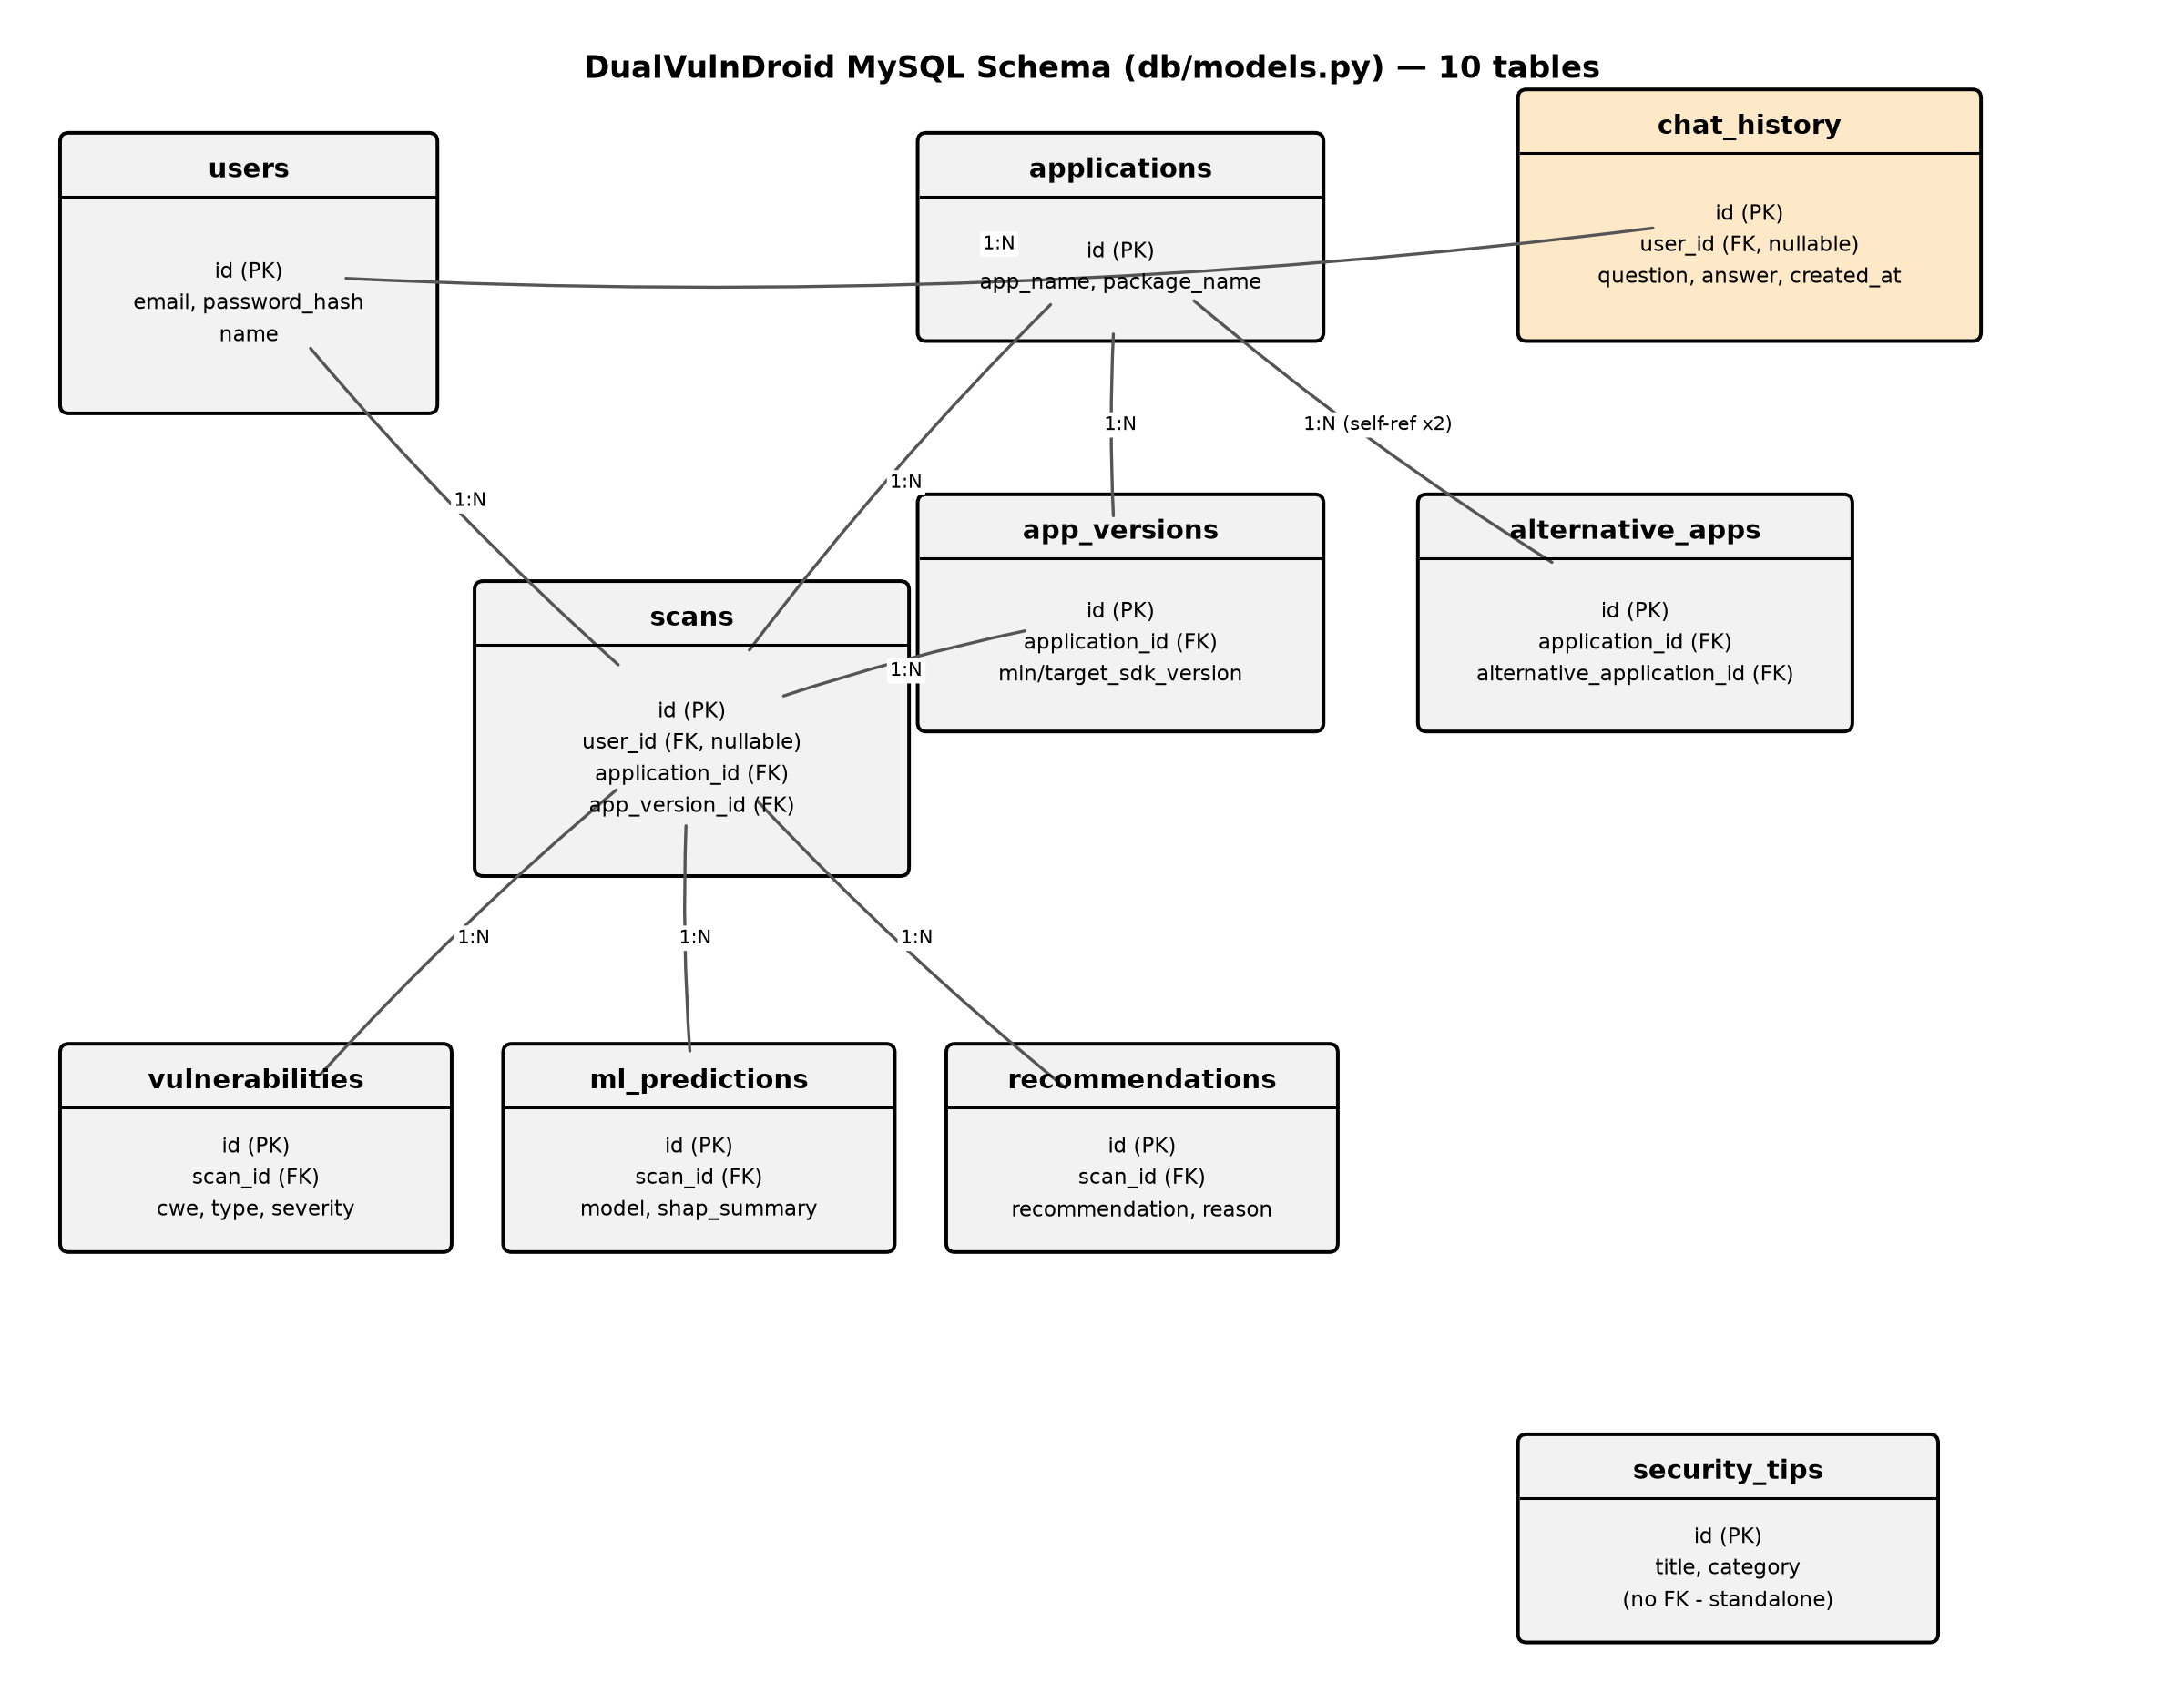 DualVulnDroid MySQL Schema (db/models.py) — 10 tables
users
id (PK)
email, password_hash
name
applications
id (PK)
app_name, package_name
chat_history
id (PK)
user_id (FK, nullable)
question, answer, created_at
1:N
1:N
1:N
1:N
1:N (self-ref x2)
scans
id (PK)
user_id (FK, nullable)
application_id (FK)
app_version_id (FK)
1:N
app_versions
id (PK)
application_id (FK)
min/target_sdk_version
alternative_apps
id (PK)
application_id (FK)
alternative_application_id (FK)
1:N
1:N
1:N
vulnerabilities
id (PK)
scan_id (FK)
cwe, type, severity
ml_predictions
id (PK)
scan_id (FK)
model, shap_summary
recommendations
id (PK)
scan_id (FK)
recommendation, reason
security_tips
id (PK)
title, category
(no FK - standalone)